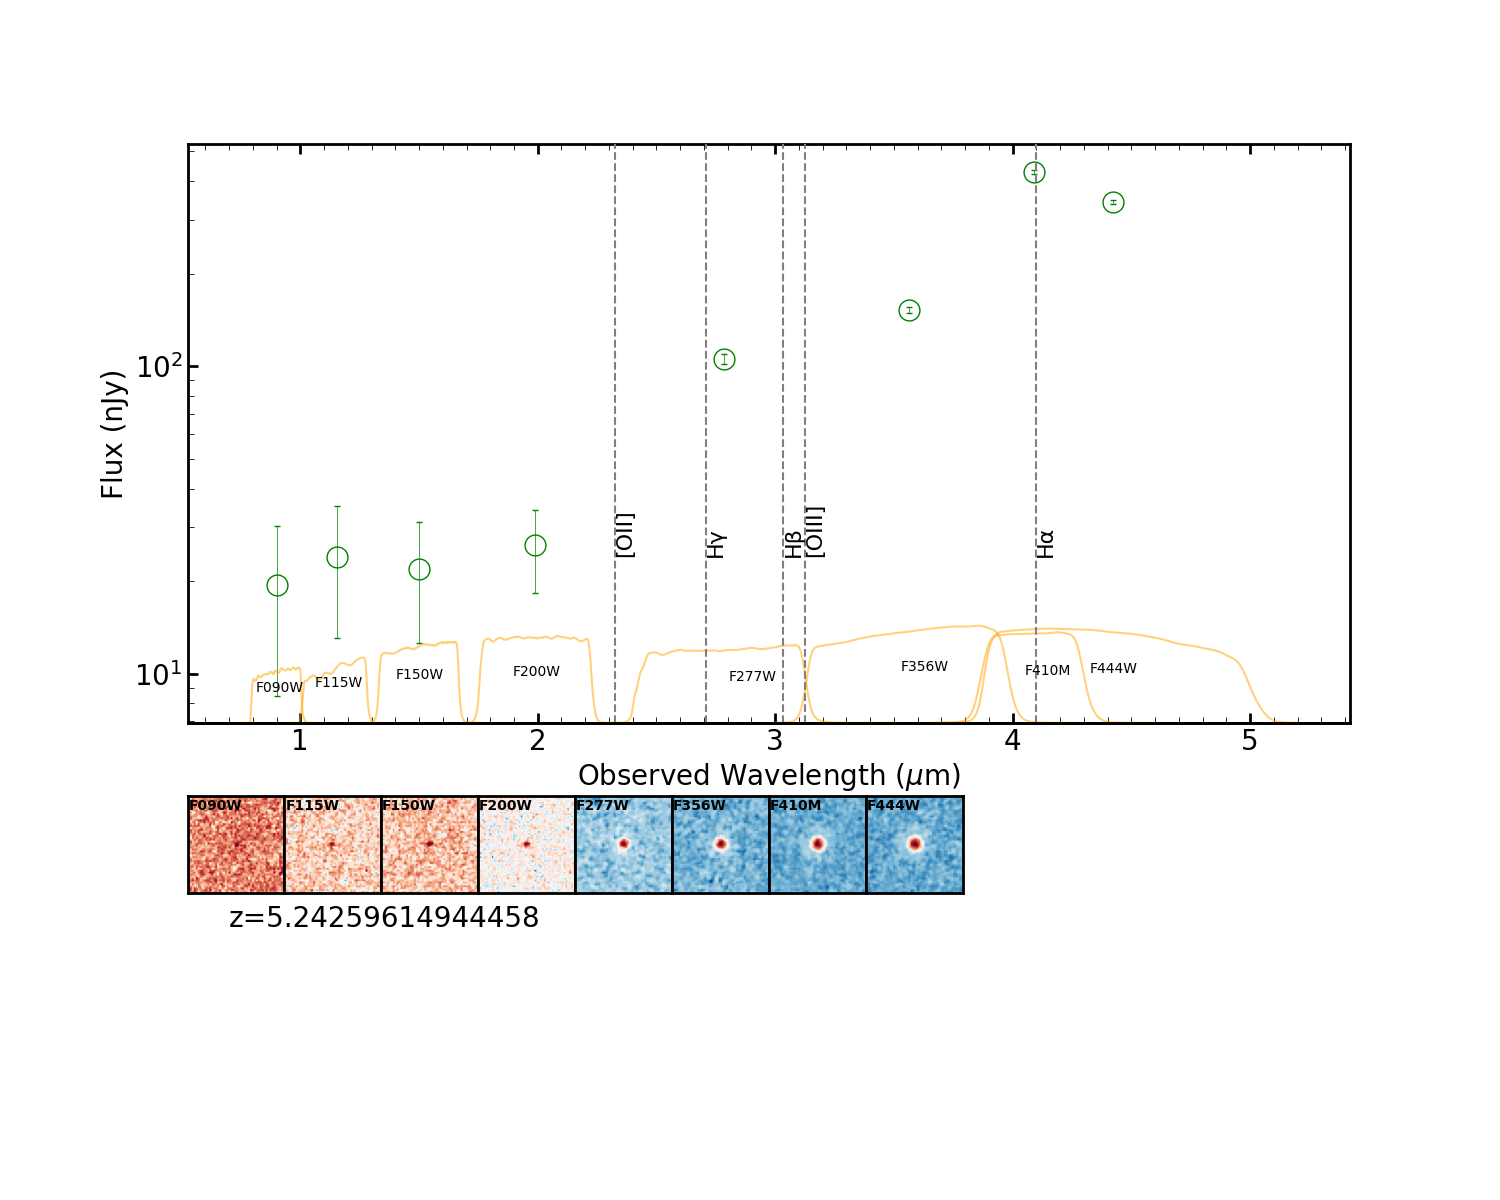 Flux (nJy)
10²
10¹
[OII]
Hγ
Hβ
[OIII]
Hα
F090W
F115W
F150W
F200W
F277W
F356W
F410M
F444W
1 2 3 4 5
Observed Wavelength (μm)
F090W F115W F150W F200W F277W F356W F410M F444W
z=5.24259614944458